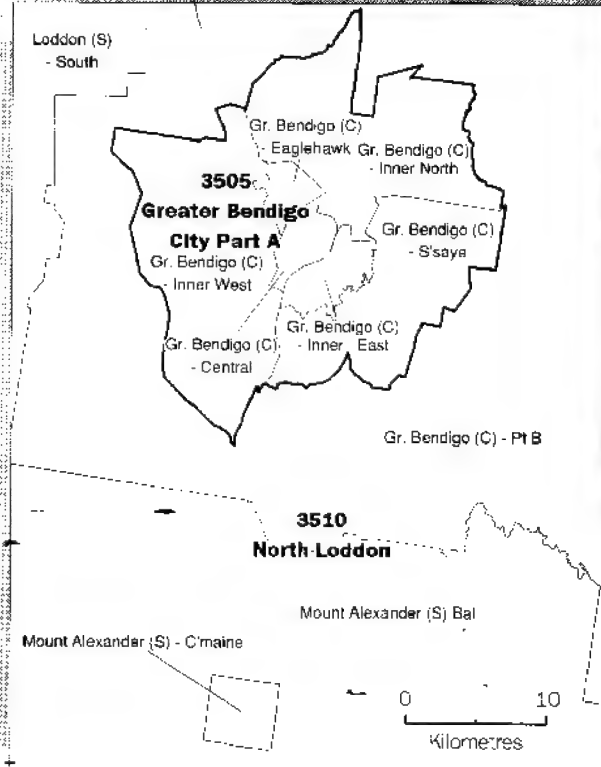 Loddon (S)
- South
Gr. Bendigo (C)
- Eaglehawk
Gr. Bendigo (C)
- Inner North
3505
Greater Bendigo
City Part A
Gr. Bendigo (C)
- S'saye
Gr. Bendigo (C)
- Inner West
Gr. Bendigo (C)
- Inner East
Gr. Bendigo (C)
- Central
Gr. Bendigo (C) - Pt B
3510
North Loddon
Mount Alexander (S) Bal
Mount Alexander (S) - C'maine
0 10
Kilometres